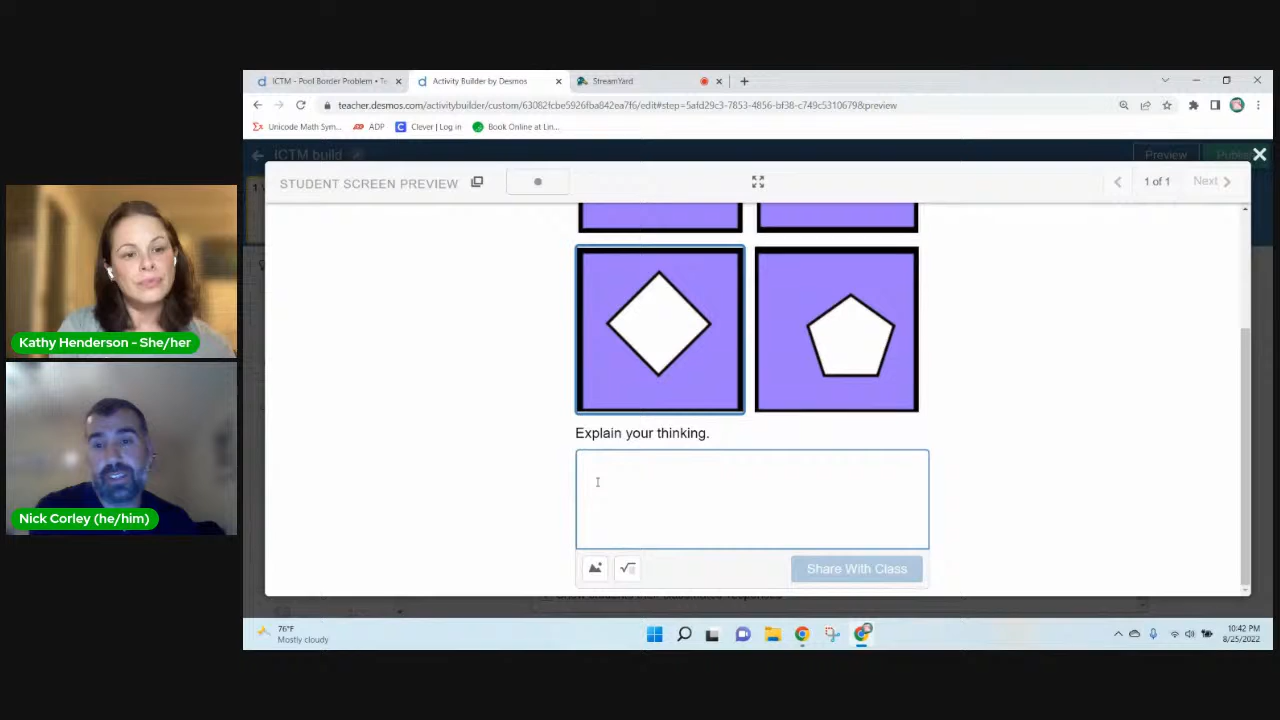 ICTM - Pool Border Problem • Te
Activity Builder by Desmos
StreamYard
teacher.desmos.com/activitybuilder/custom/63082fcbe5926fba842ea7f6/edit#step=5afd29c3-7853-4856-bf38-c749c5310679&preview
Unicode Math Sym...
ADP
Clever | Log in
Book Online at Lin...
ICTM build
Preview
Publis
STUDENT SCREEN PREVIEW
1 of 1
Next
Explain your thinking.
Share With Class
Kathy Henderson - She/her
Nick Corley (he/him)
76°F
Mostly cloudy
10:42 PM
8/25/2022